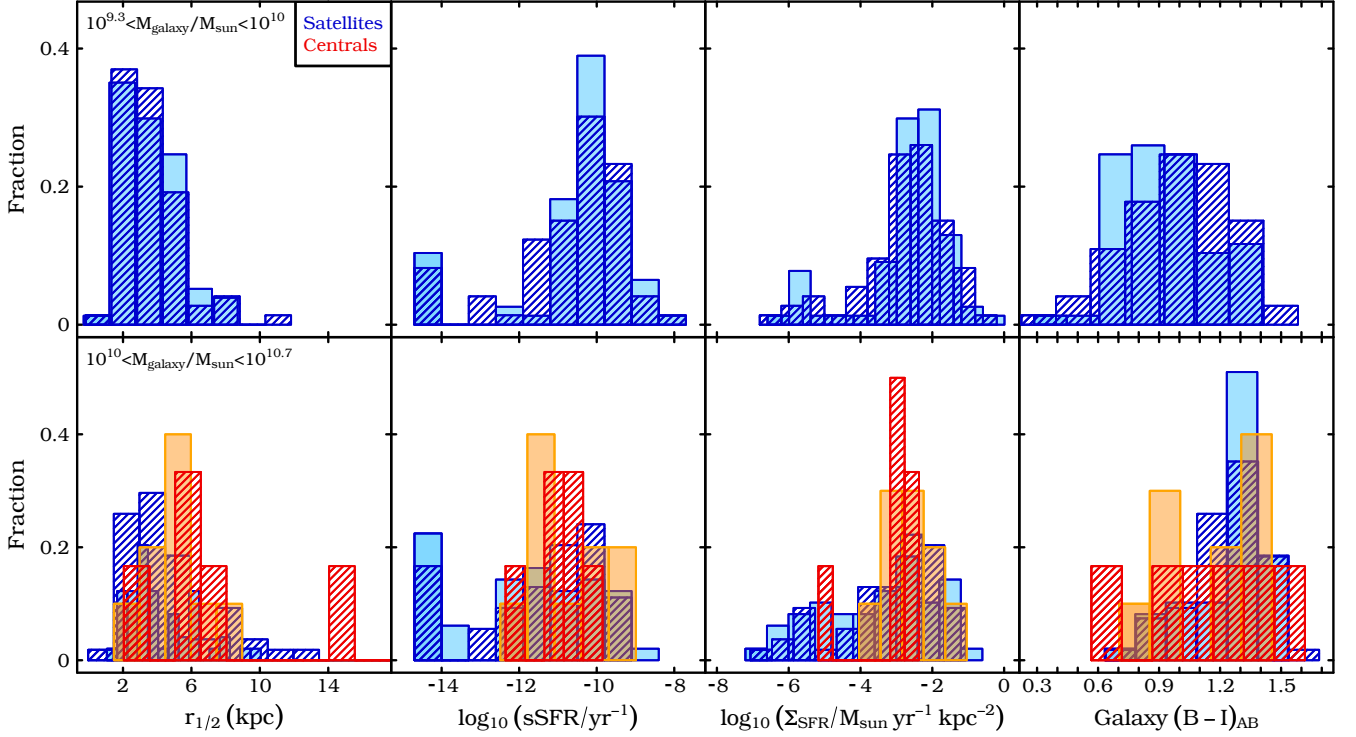 10^9.3<M_galaxy/M_sun<10^10
Satellites
Centrals
Fraction
0.4
0.2
0
10^10<M_galaxy/M_sun<10^10.7
Fraction
0.4
0.2
0
2 6 10 14
-14 -12 -10 -8
-8 -6 -4 -2 0
0.3 0.6 0.9 1.2 1.5
r_1/2 (kpc)
log_10 (sSFR/yr^-1)
log_10 (Σ_SFR/M_sun yr^-1 kpc^-2)
Galaxy (B - I)_AB